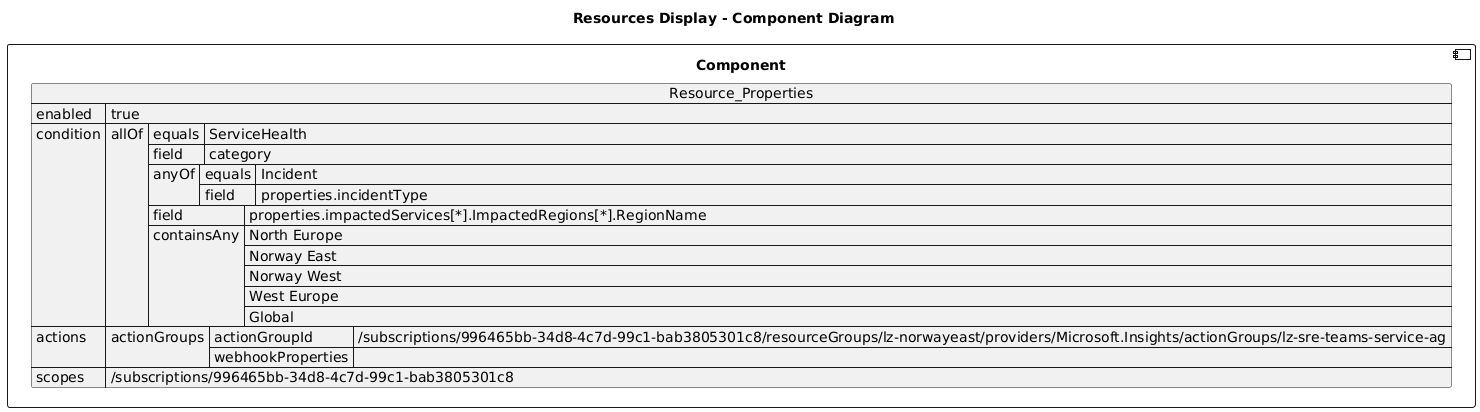 Resources Display - Component Diagram
Component
Resource_Properties
enabled true
condition allOf equals ServiceHealth
field category
anyOf equals Incident
field properties.incidentType
field properties.impactedServices[*].ImpactedRegions[*].RegionName
containsAny North Europe
Norway East
Norway West
West Europe
Global
actions actionGroups actionGroupId /subscriptions/996465bb-34d8-4c7d-99c1-bab3805301c8/resourceGroups/lz-norwayeast/providers/Microsoft.Insights/actionGroups/lz-sre-teams-service-ag
webhookProperties
scopes /subscriptions/996465bb-34d8-4c7d-99c1-bab3805301c8